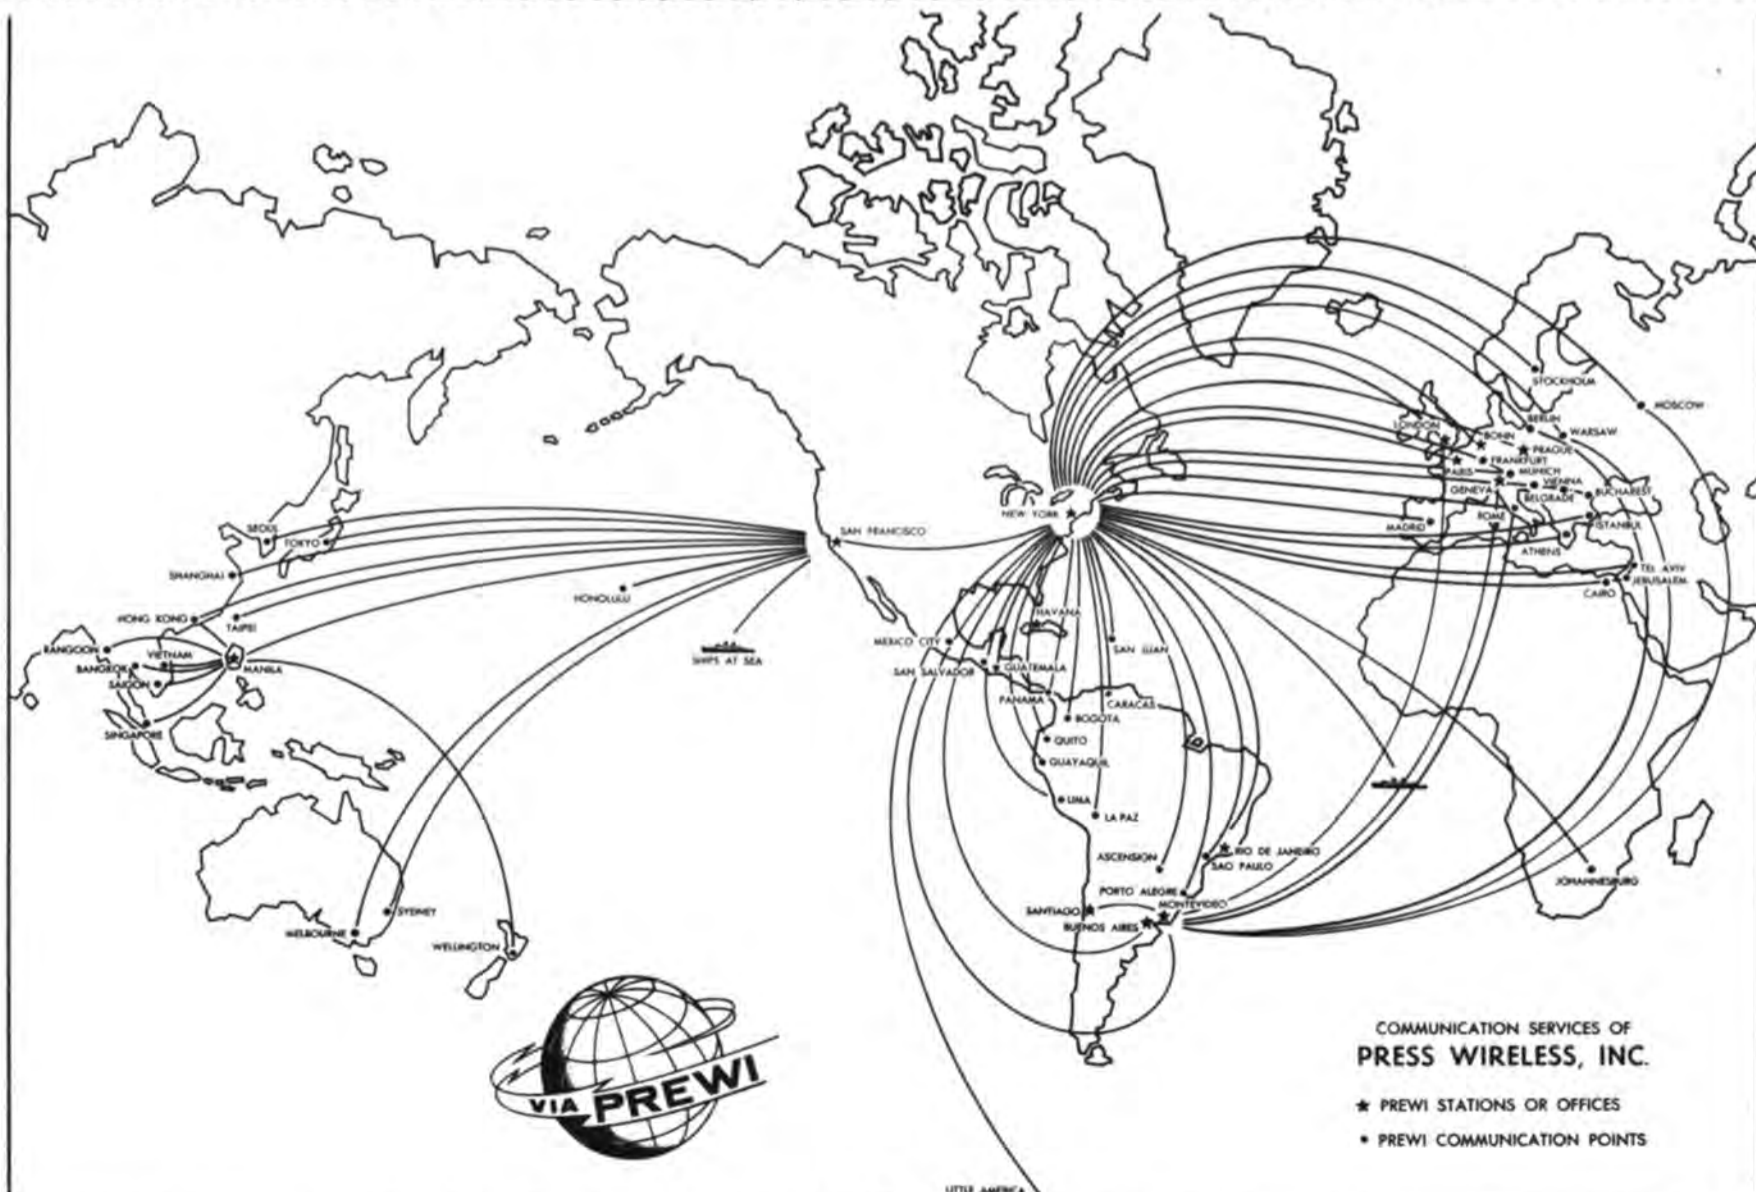 STOCKHOLM
MOSCOW
BERLIN
LONDON
WARSAW
BONN
PRAGUE
FRANKFURT
PARIS
MUNICH
VIENNA
GENEVA
BUCHAREST
BELGRADE
NEW YORK
ROME
MADRID
ISTANBUL
SEOUL
SAN FRANCISCO
TOKYO
ATHENS
TEL AVIV
SHANGHAI
JERUSALEM
CAIRO
HONOLULU
HAVANA
HONG KONG
TAIPEI
MEXICO CITY
RANGOON
VIETNAM
SAN JUAN
SHIPS AT SEA
BANGKOK
MANILA
GUATEMALA
SAN SALVADOR
SAIGON
PANAMA
CARACAS
BOGOTA
SINGAPORE
QUITO
GUAYAQUIL
LIMA
LA PAZ
RIO DE JANEIRO
ASCENSION
SAO PAULO
JOHANNESBURG
PORTO ALEGRE
MONTEVIDEO
SANTIAGO
SYDNEY
BUENOS AIRES
MELBOURNE
WELLINGTON
COMMUNICATION SERVICES OF
PRESS WIRELESS, INC.
VIA PREWI
★ PREWI STATIONS OR OFFICES
• PREWI COMMUNICATION POINTS
LITTLE AMERICA